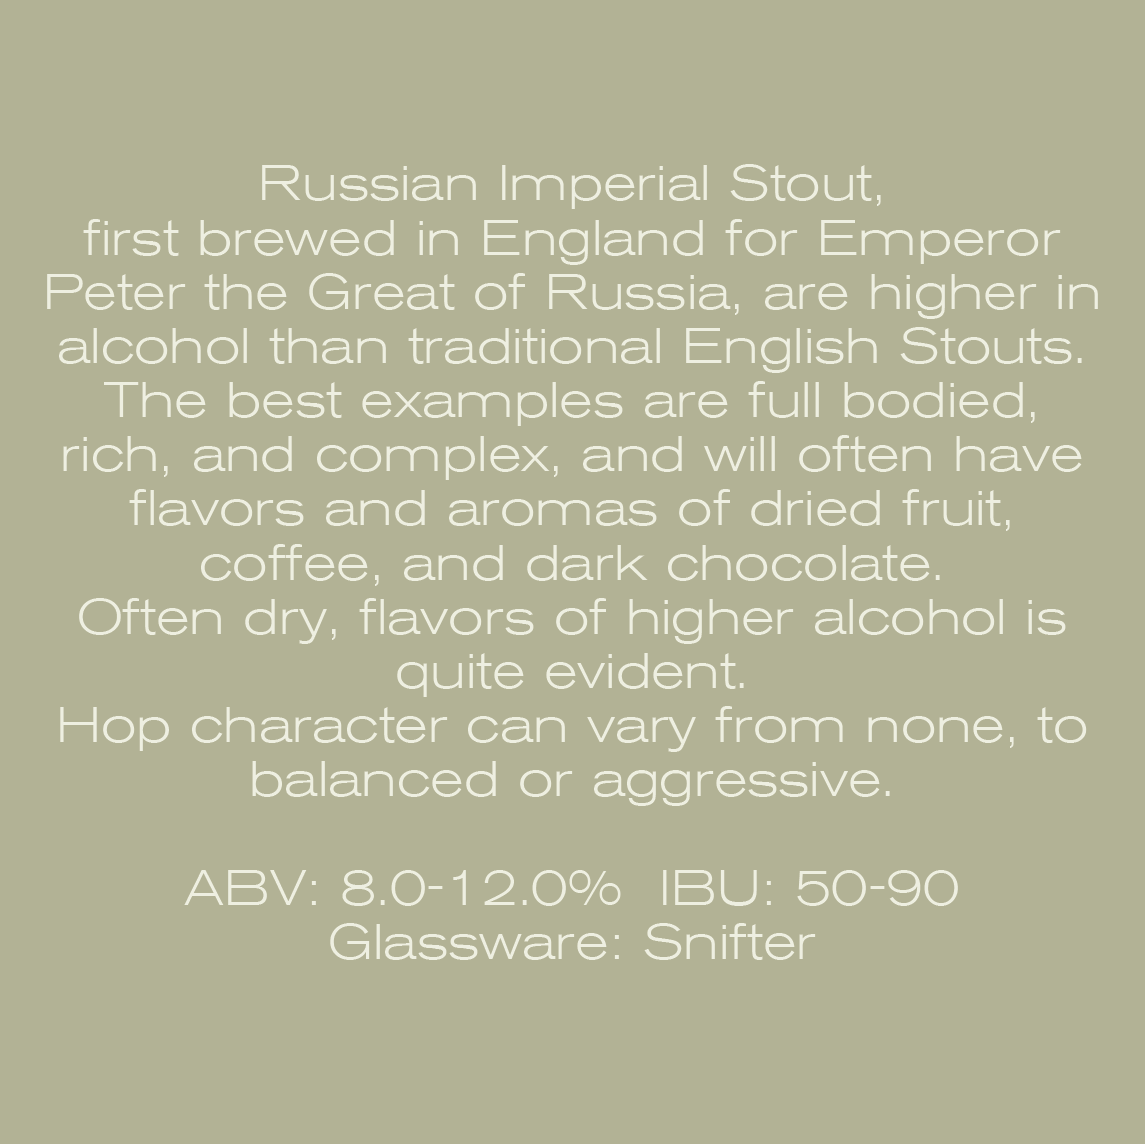 Russian Imperial Stout,
first brewed in England for Emperor
Peter the Great of Russia, are higher in
alcohol than traditional English Stouts.
The best examples are full bodied,
rich, and complex, and will often have
flavors and aromas of dried fruit,
coffee, and dark chocolate.
Often dry, flavors of higher alcohol is
quite evident.
Hop character can vary from none, to
balanced or aggressive.
ABV: 8.0-12.0% IBU: 50-90
Glassware: Snifter